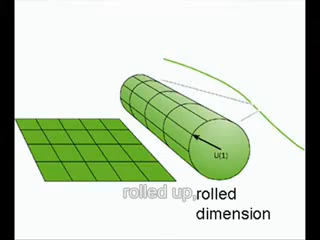 U(1)
rolled up,
rolled
dimension